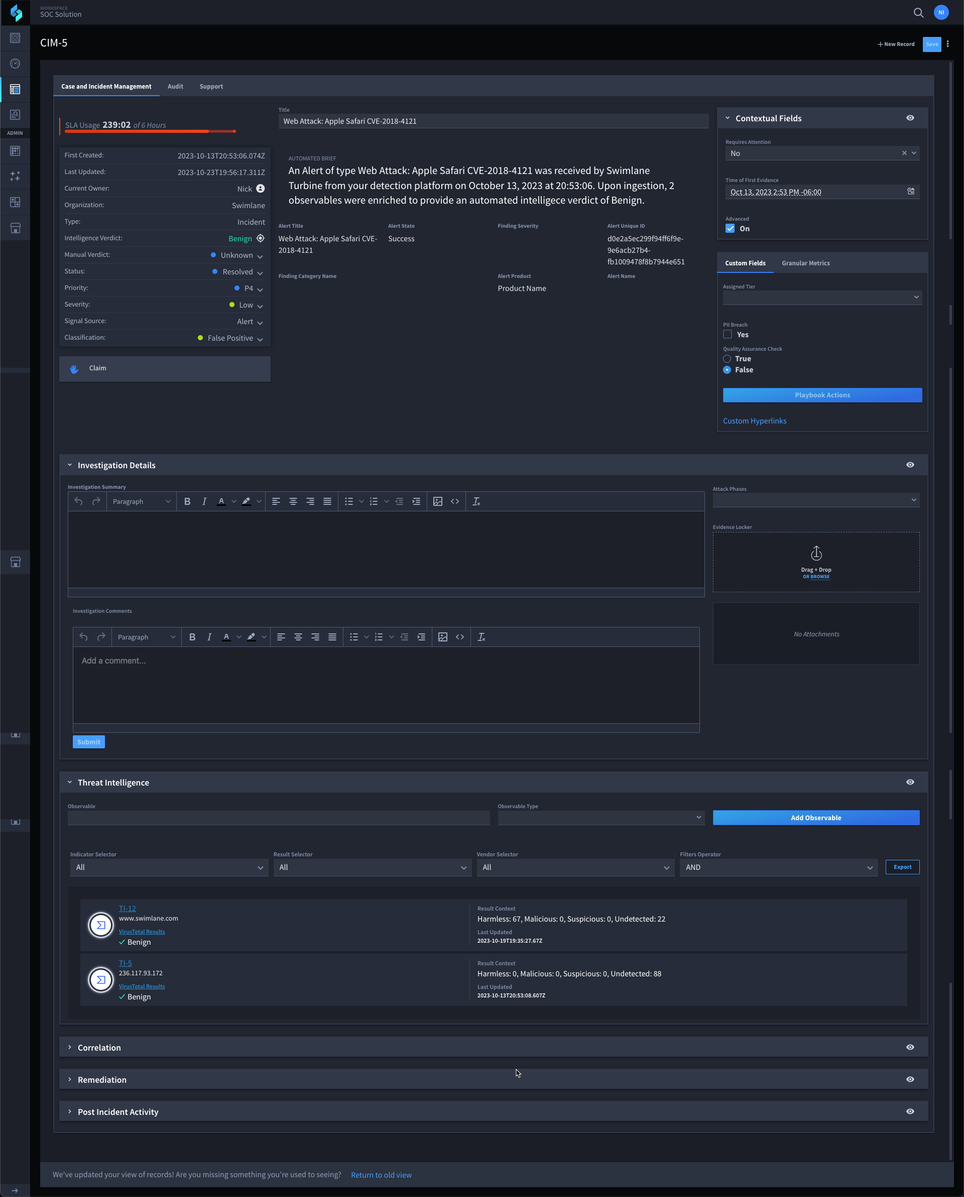 WORKSPACE
SOC Solution
NI
CIM-5
+ New Record
Save
ADMIN
Case and Incident Management
Audit
Support
SLA Usage 239:02 of 6 Hours
First Created: 2023-10-13T20:53:06.074Z
Last Updated: 2023-10-23T19:56:17.311Z
Current Owner: Nick
Organization: Swimlane
Type: Incident
Intelligence Verdict: Benign
Manual Verdict: Unknown
Status: Resolved
Priority: P4
Severity: Low
Signal Source: Alert
Classification: False Positive
Claim
Title
Web Attack: Apple Safari CVE-2018-4121
AUTOMATED BRIEF
An Alert of type Web Attack: Apple Safari CVE-2018-4121 was received by Swimlane
Turbine from your detection platform on October 13, 2023 at 20:53:06. Upon ingestion, 2
observables were enriched to provide an automated intelligece verdict of Benign.
Alert Title
Web Attack: Apple Safari CVE-
2018-4121
Alert State
Success
Finding Severity
Alert Unique ID
d0e2a5ec299f94ff6f9e-
9e6acb27b4-
fb1009478f8b7944e651
Finding Category Name
Alert Product
Product Name
Alert Name
Contextual Fields
Requires Attention
No
Time of First Evidence
Oct 13, 2023 2:53 PM -06:00
Advanced
On
Custom Fields
Granular Metrics
Assigned Tier
PII Breach
Yes
Quality Assurance Check
True
False
Playbook Actions
Custom Hyperlinks
Investigation Details
Investigation Summary
Paragraph
B I A
Attack Phases
Evidence Locker
Drag + Drop
OR BROWSE
No Attachments
Investigation Comments
Paragraph
B I A
Add a comment...
Submit
Threat Intelligence
Observable
Observable Type
Add Observable
Indicator Selector
All
Result Selector
All
Vendor Selector
All
Filters Operator
AND
Export
TI-12
www.swimlane.com
VirusTotal Results
Benign
Result Context
Harmless: 67, Malicious: 0, Suspicious: 0, Undetected: 22
Last Updated
2023-10-19T19:35:27.67Z
TI-5
236.117.93.172
VirusTotal Results
Benign
Result Context
Harmless: 0, Malicious: 0, Suspicious: 0, Undetected: 88
Last Updated
2023-10-13T20:53:08.607Z
Correlation
Remediation
Post Incident Activity
We've updated your view of records! Are you missing something you're used to seeing? Return to old view